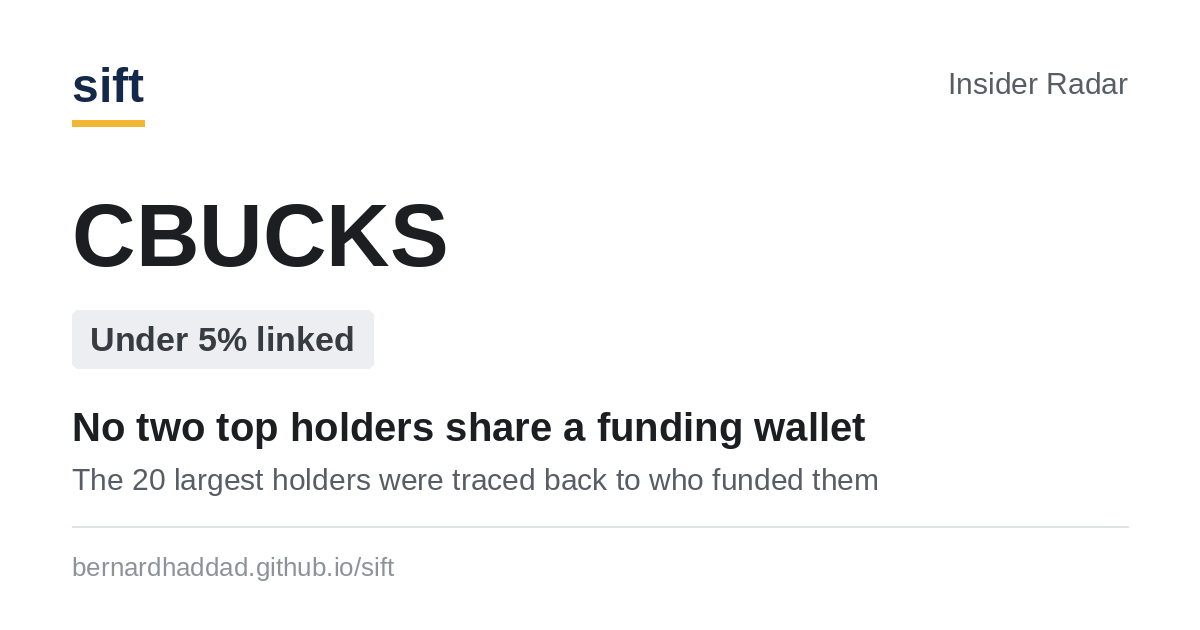 sift
Insider Radar
CBUCKS
Under 5% linked
No two top holders share a funding wallet
The 20 largest holders were traced back to who funded them
bernardhaddad.github.io/sift